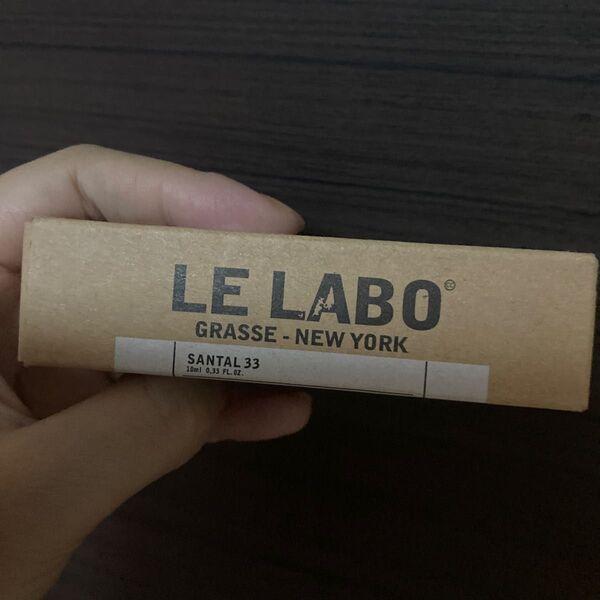 LE LABO®
GRASSE - NEW YORK
SANTAL 33
10ml 0,33 FL.OZ.